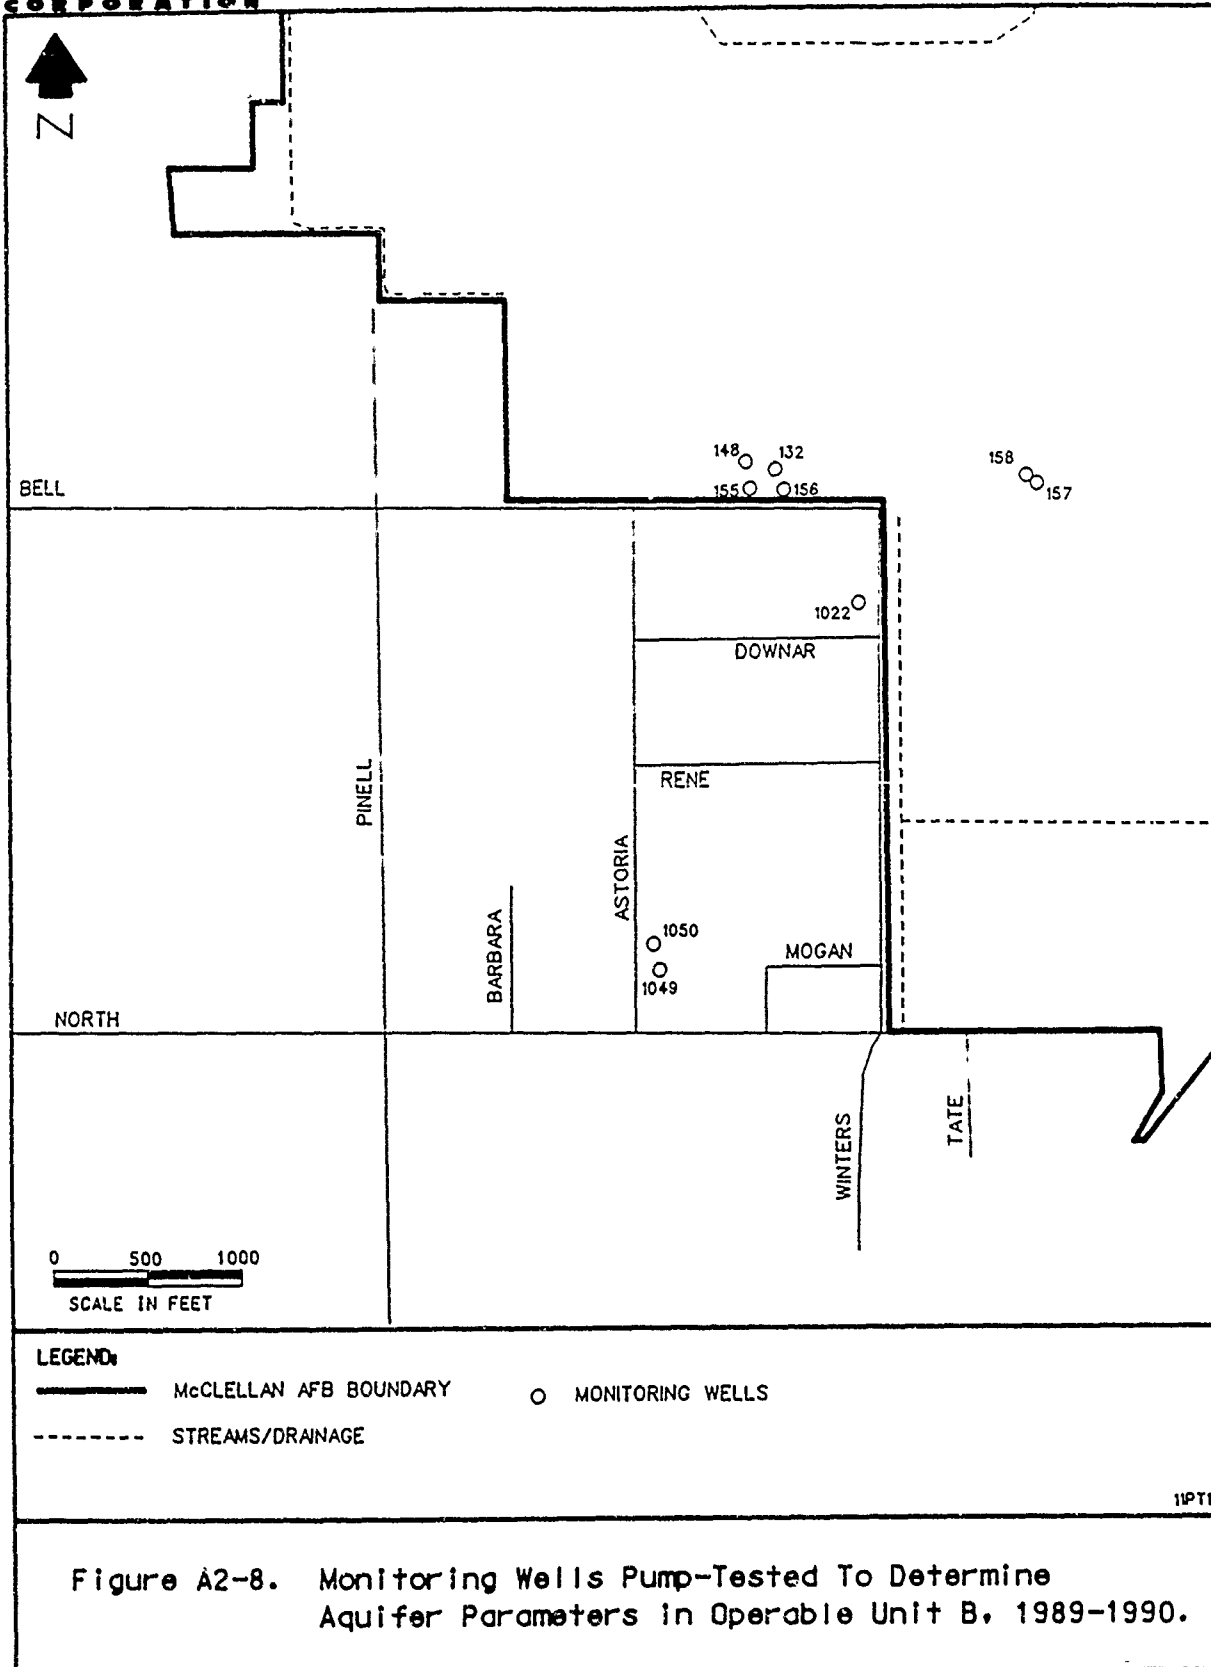 CORPORATION
Z
148
132
158
157
155
156
BELL
1022
DOWNAR
RENE
PINELL
ASTORIA
BARBARA
1050
1049
MOGAN
NORTH
WINTERS
TATE
0 500 1000
SCALE IN FEET
LEGEND:
McCLELLAN AFB BOUNDARY
MONITORING WELLS
STREAMS/DRAINAGE
Figure A2-8. Monitoring Wells Pump-Tested To Determine
Aquifer Parameters in Operable Unit B, 1989-1990.